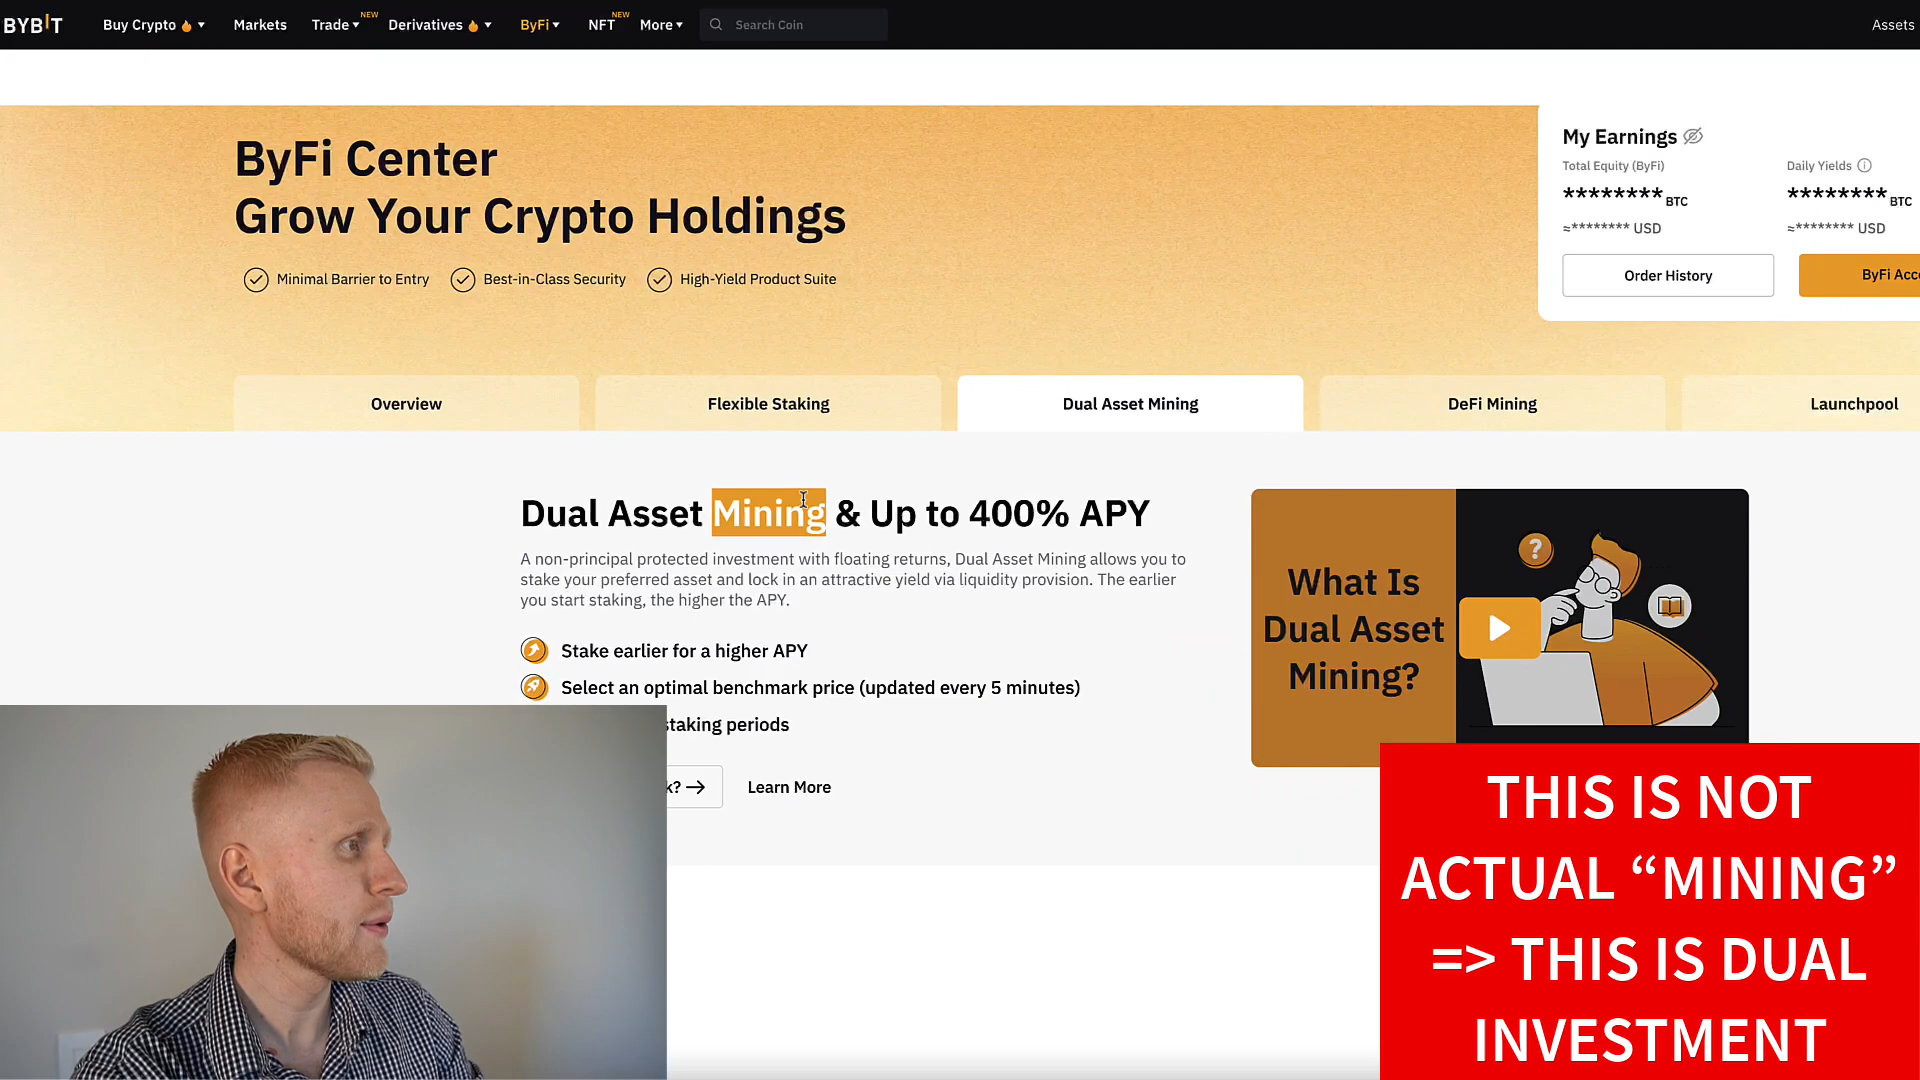 BYBIT
Buy Crypto
Markets
Trade
NEW
Derivatives
ByFi
NFT
NEW
More
Search Coin
Assets
ByFi Center
Grow Your Crypto Holdings
Minimal Barrier to Entry
Best-in-Class Security
High-Yield Product Suite
My Earnings
Total Equity (ByFi)
Daily Yields
******** BTC
******** BTC
≈******** USD
≈******** USD
Order History
ByFi
Overview
Flexible Staking
Dual Asset Mining
DeFi Mining
Launchpool
Dual Asset Mining & Up to 400% APY
A non-principal protected investment with floating returns, Dual Asset Mining allows you to
stake your preferred asset and lock in an attractive yield via liquidity provision. The earlier
you start staking, the higher the APY.
Stake earlier for a higher APY
Select an optimal benchmark price (updated every 5 minutes)
staking periods
k?
Learn More
What Is
Dual Asset
Mining?
?
THIS IS NOT
ACTUAL “MINING”
=> THIS IS DUAL
INVESTMENT